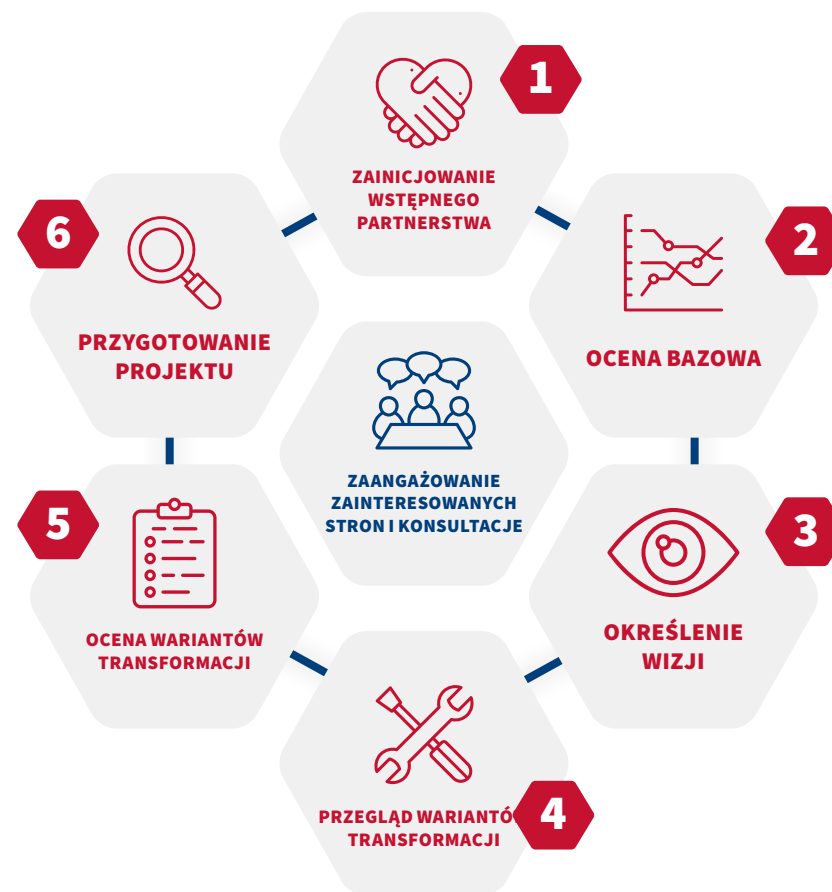 1
ZAINICJOWANIE
WSTĘPNEGO
PARTNERSTWA
2
OCENA BAZOWA
3
OKREŚLENIE
WIZJI
4
PRZEGLĄD WARIANTÓ
TRANSFORMACJI
5
OCENA WARIANTÓW
TRANSFORMACJI
6
PRZYGOTOWANIE
PROJEKTU
ZAANGAŻOWANIE
ZAINTERESOWANYCH
STRON I KONSULTACJE